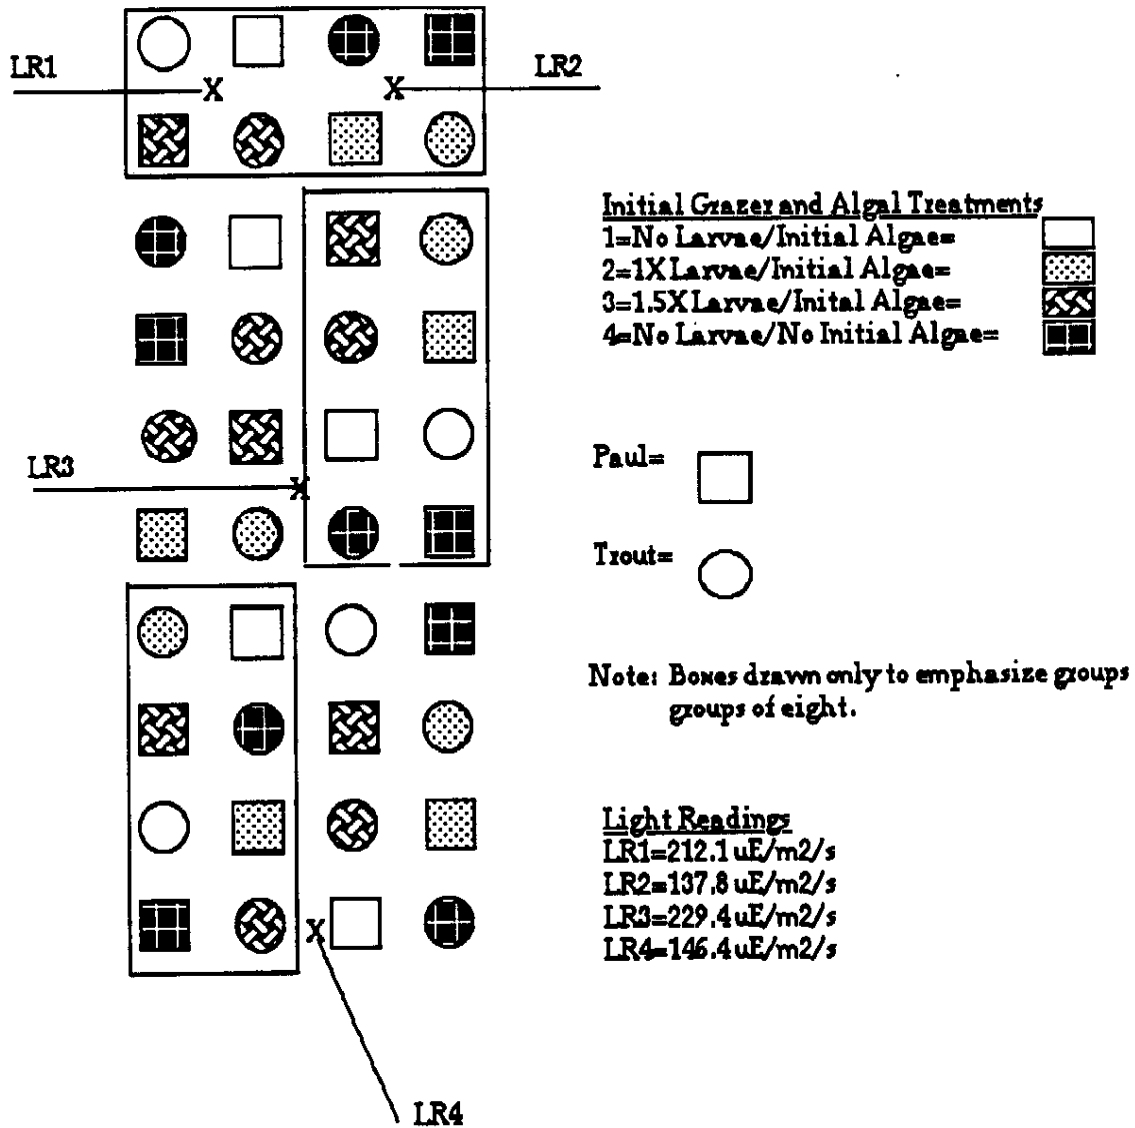 LR1
LR2
Initial Grazer and Algal Treatments
1=No Larvae/Initial Algae=
2=1X Larvae/Initial Algae=
3=1.5X Larvae/Inital Algae=
4=No Larvae/No Initial Algae=
X
X
LR3
X
Paul=
Trout=
Note: Boxes drawn only to emphasize groups
groups of eight.
Light Readings
LR1=212.1 uE/m2/s
LR2=137.8 uE/m2/s
LR3=229.4 uE/m2/s
LR4=146.4 uE/m2/s
X
LR4